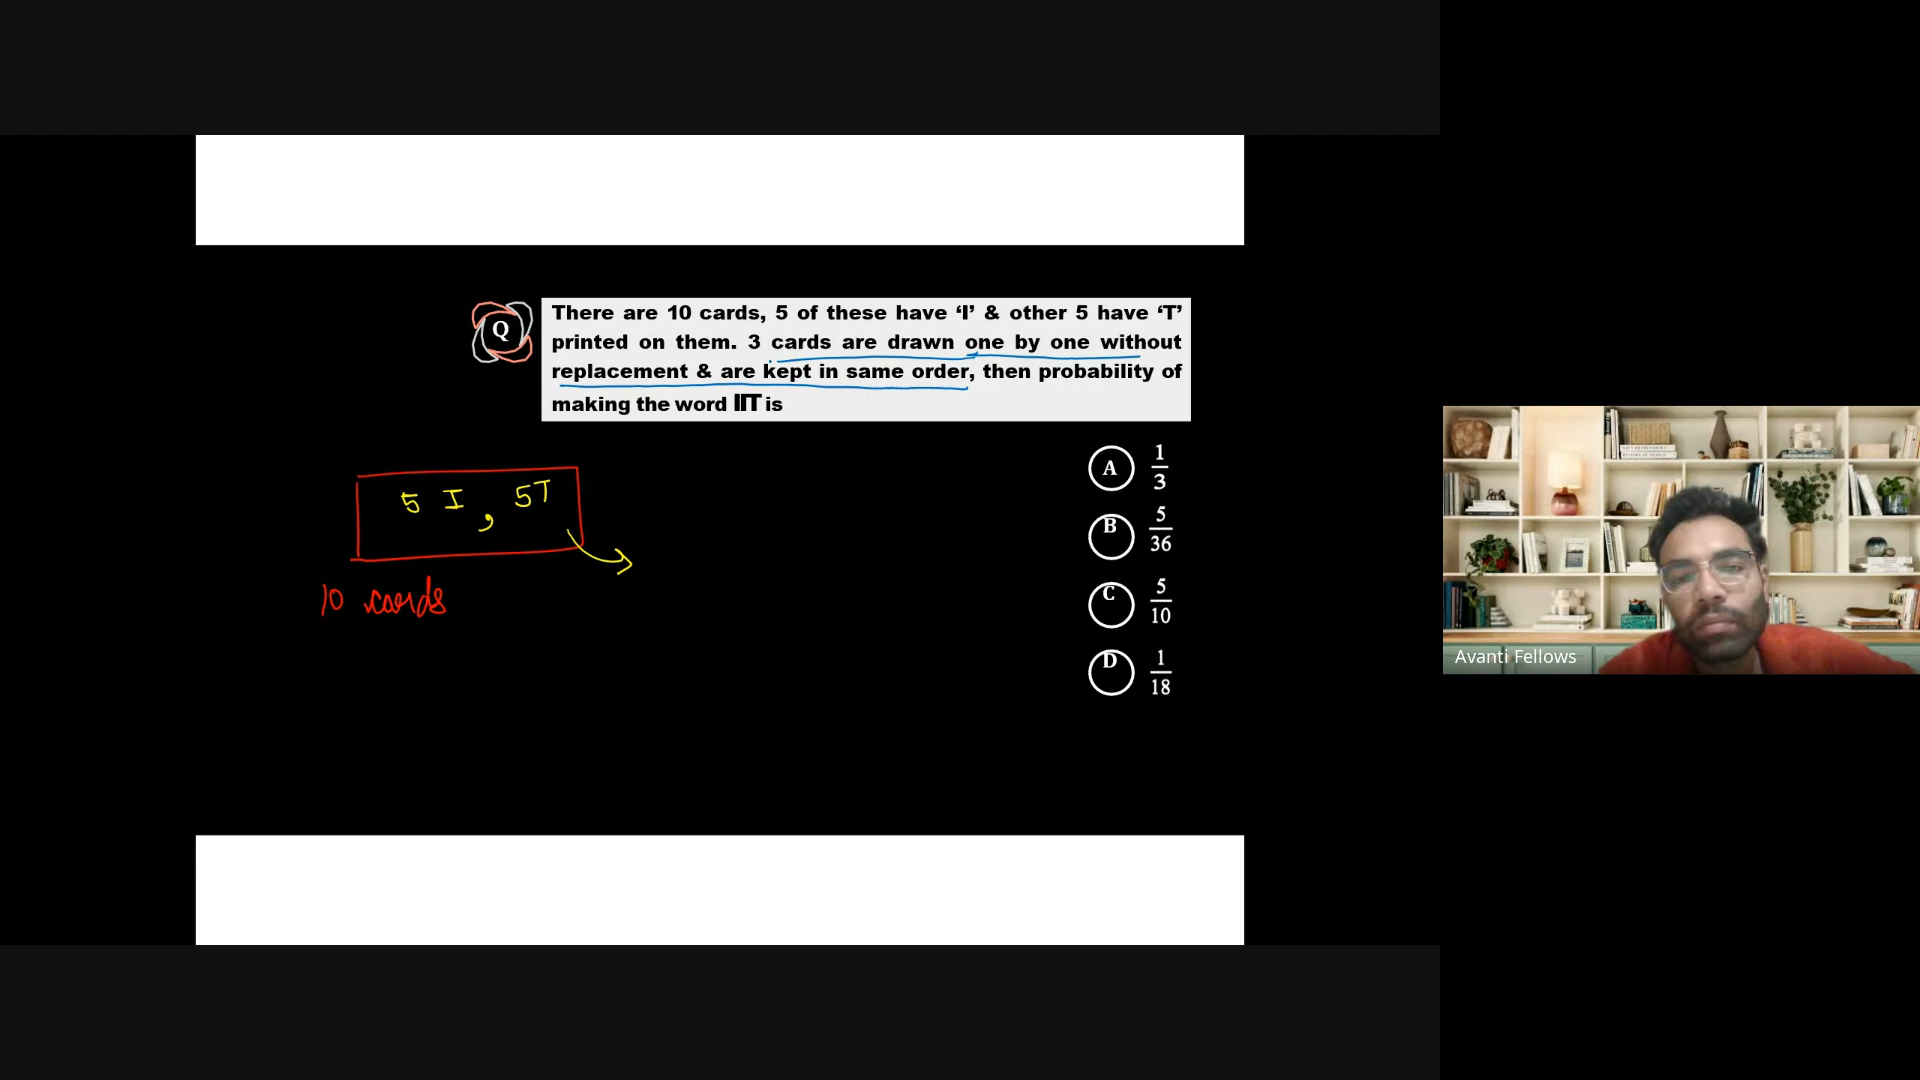 Q
There are 10 cards, 5 of these have ‘I’ & other 5 have ‘T’
printed on them. 3 cards are drawn one by one without
replacement & are kept in same order, then probability of
making the word IIT is
A 1/3
B 5/36
C 5/10
D 1/18
5 I , 5T
10 cards
Avanti Fellows